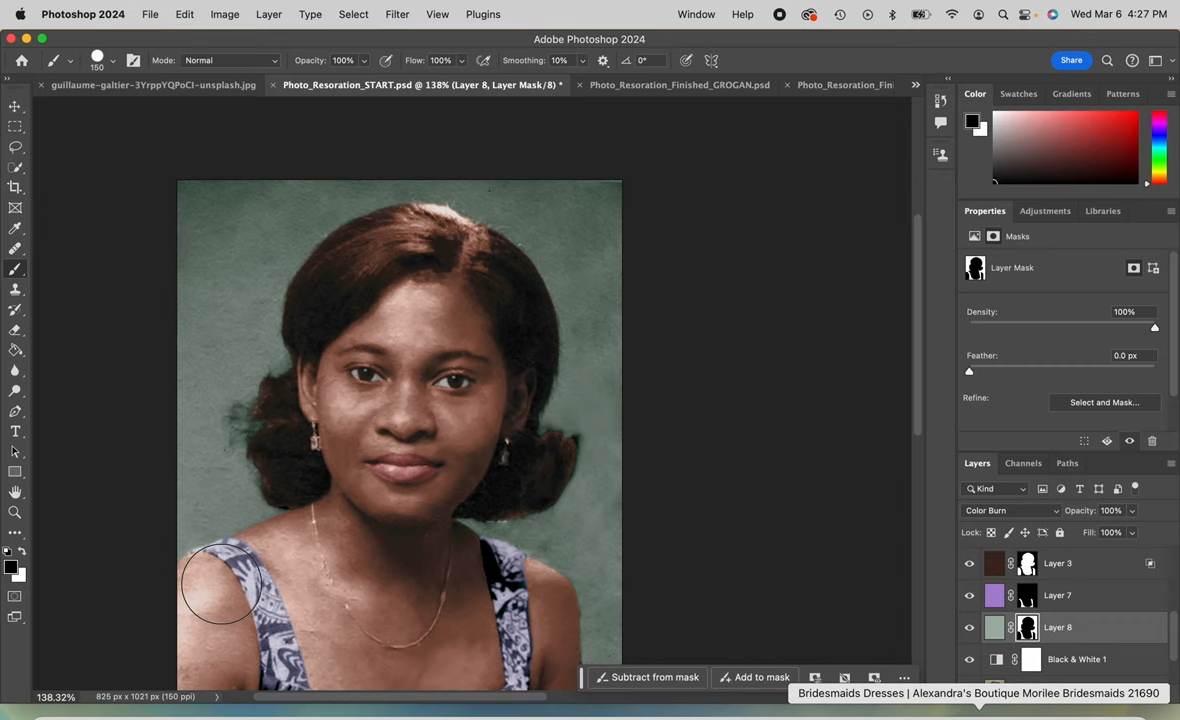 Photoshop 2024 File Edit Image Layer Type Select Filter View Plugins Window Help Wed Mar 6 4:27 PM
Adobe Photoshop 2024
150 Mode: Normal Opacity: 100% Flow: 100% Smoothing: 10% 0° Share
guillaume-galtier-3YrppYQPoCI-unsplash.jpg Photo_Resoration_START.psd @ 138% (Layer 8, Layer Mask/8) * Photo_Resoration_Finished_GROGAN.psd Photo_Resoration_Fin
Color Swatches Gradients Patterns
Properties Adjustments Libraries
Masks
Layer Mask
Density: 100%
Feather: 0.0 px
Refine: Select and Mask...
Layers Channels Paths
Kind
Color Burn Opacity: 100%
Lock: Fill: 100%
Layer 3
Layer 7
Layer 8
Black & White 1
Subtract from mask Add to mask
Bridesmaids Dresses | Alexandra's Boutique Morilee Bridesmaids 21690
138.32% 825 px x 1021 px (150 ppi)